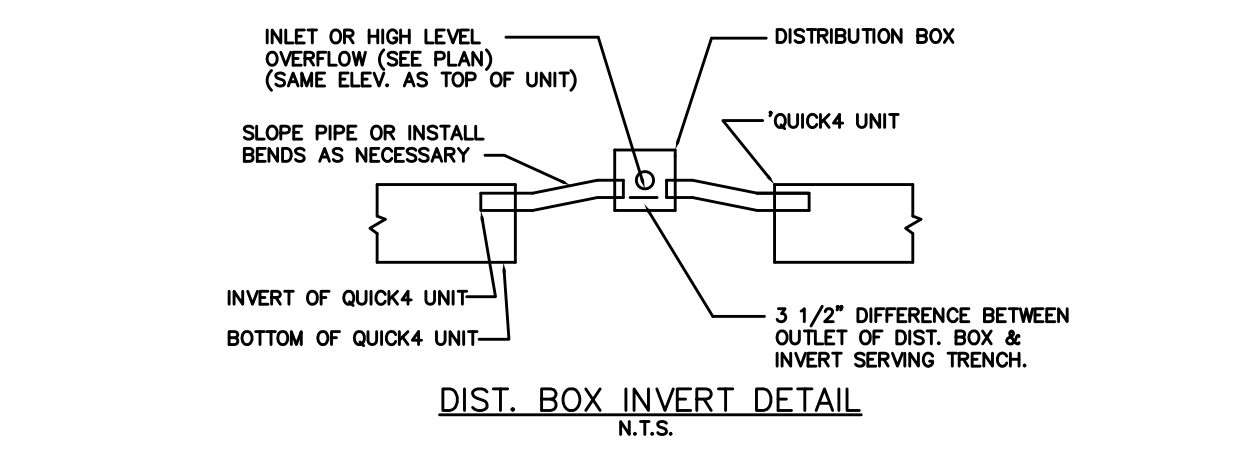 INLET OR HIGH LEVEL
OVERFLOW (SEE PLAN)
(SAME ELEV. AS TOP OF UNIT)
DISTRIBUTION BOX
SLOPE PIPE OR INSTALL
BENDS AS NECESSARY
'QUICK4 UNIT
INVERT OF QUICK4 UNIT
BOTTOM OF QUICK4 UNIT
3 1/2" DIFFERENCE BETWEEN
OUTLET OF DIST. BOX &
INVERT SERVING TRENCH.
DIST. BOX INVERT DETAIL
N.T.S.